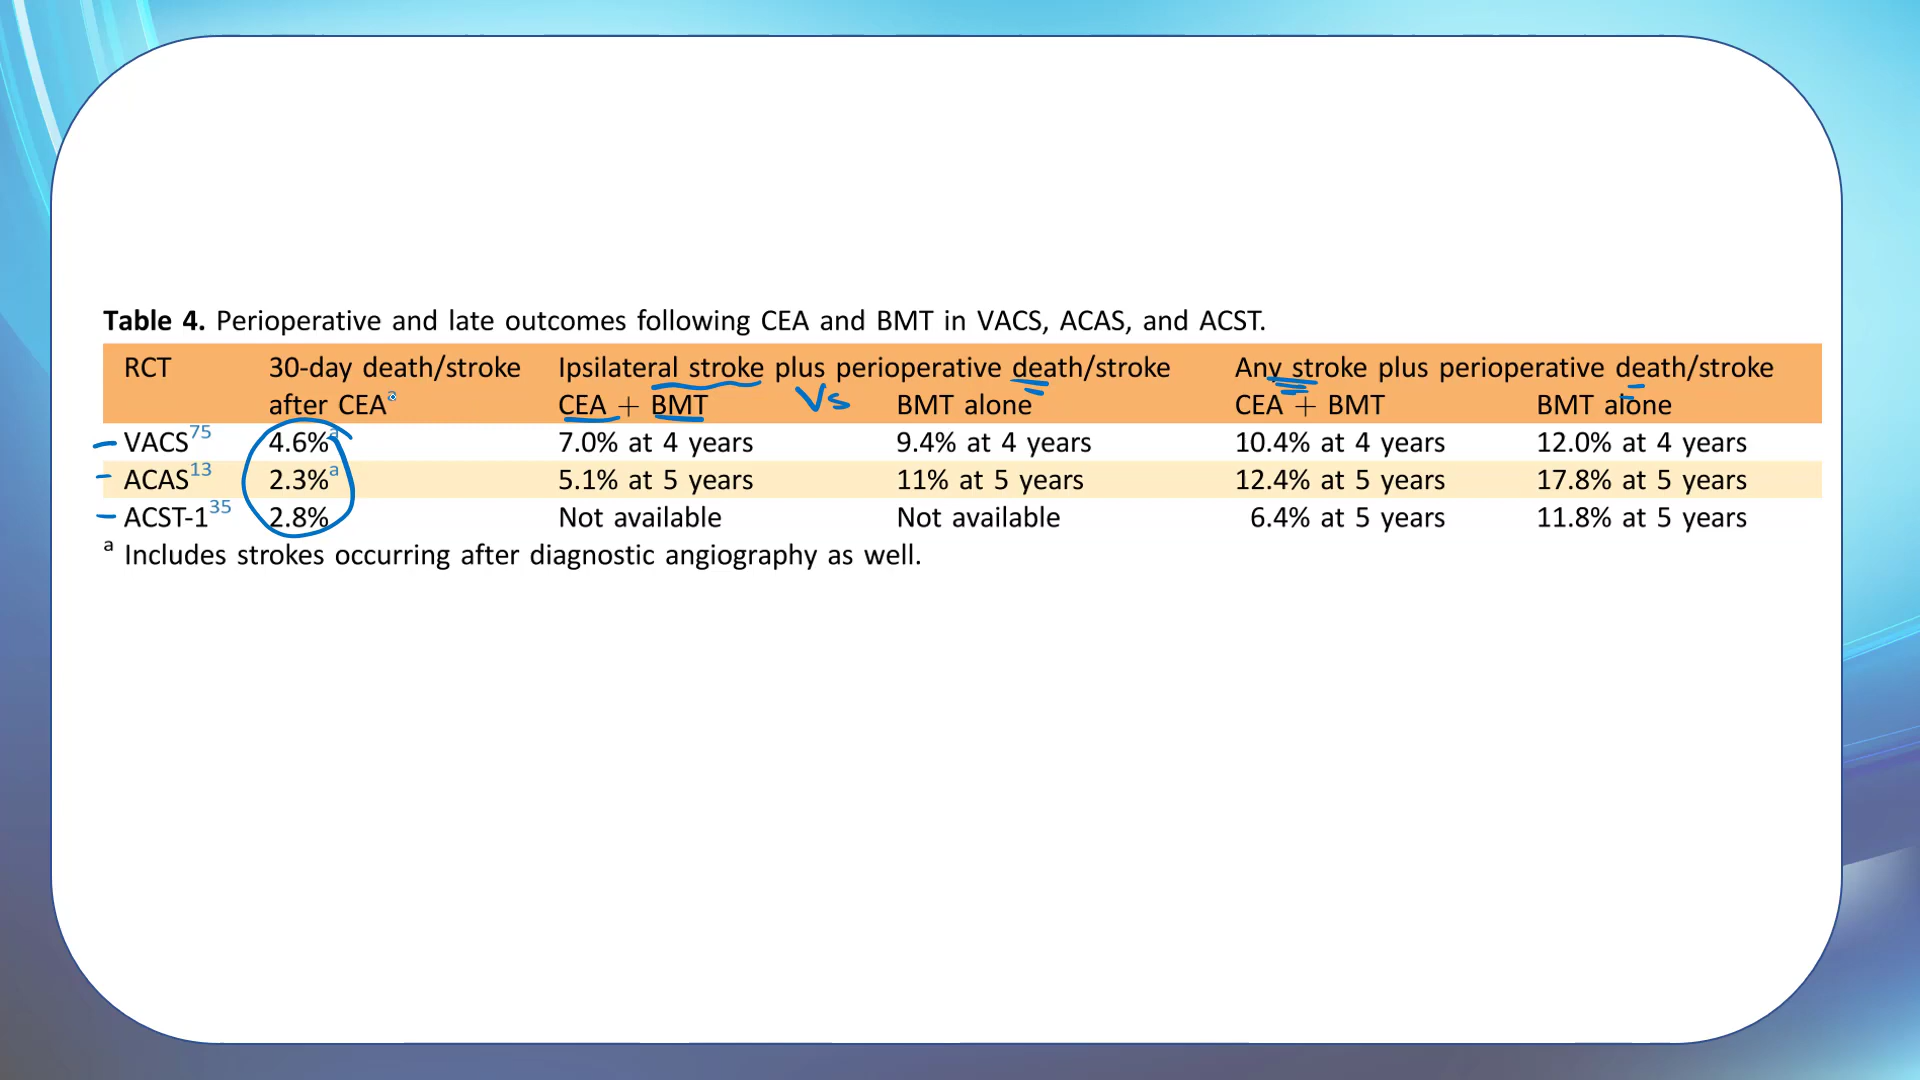 Table 4. Perioperative and late outcomes following CEA and BMT in VACS, ACAS, and ACST.
RCT 30-day death/stroke Ipsilateral stroke plus perioperative death/stroke Any stroke plus perioperative death/stroke
after CEAª CEA + BMT Vs BMT alone CEA + BMT BMT alone
VACS75 4.6%a 7.0% at 4 years 9.4% at 4 years 10.4% at 4 years 12.0% at 4 years
ACAS13 2.3%a 5.1% at 5 years 11% at 5 years 12.4% at 5 years 17.8% at 5 years
ACST-135 2.8% Not available Not available 6.4% at 5 years 11.8% at 5 years
a Includes strokes occurring after diagnostic angiography as well.